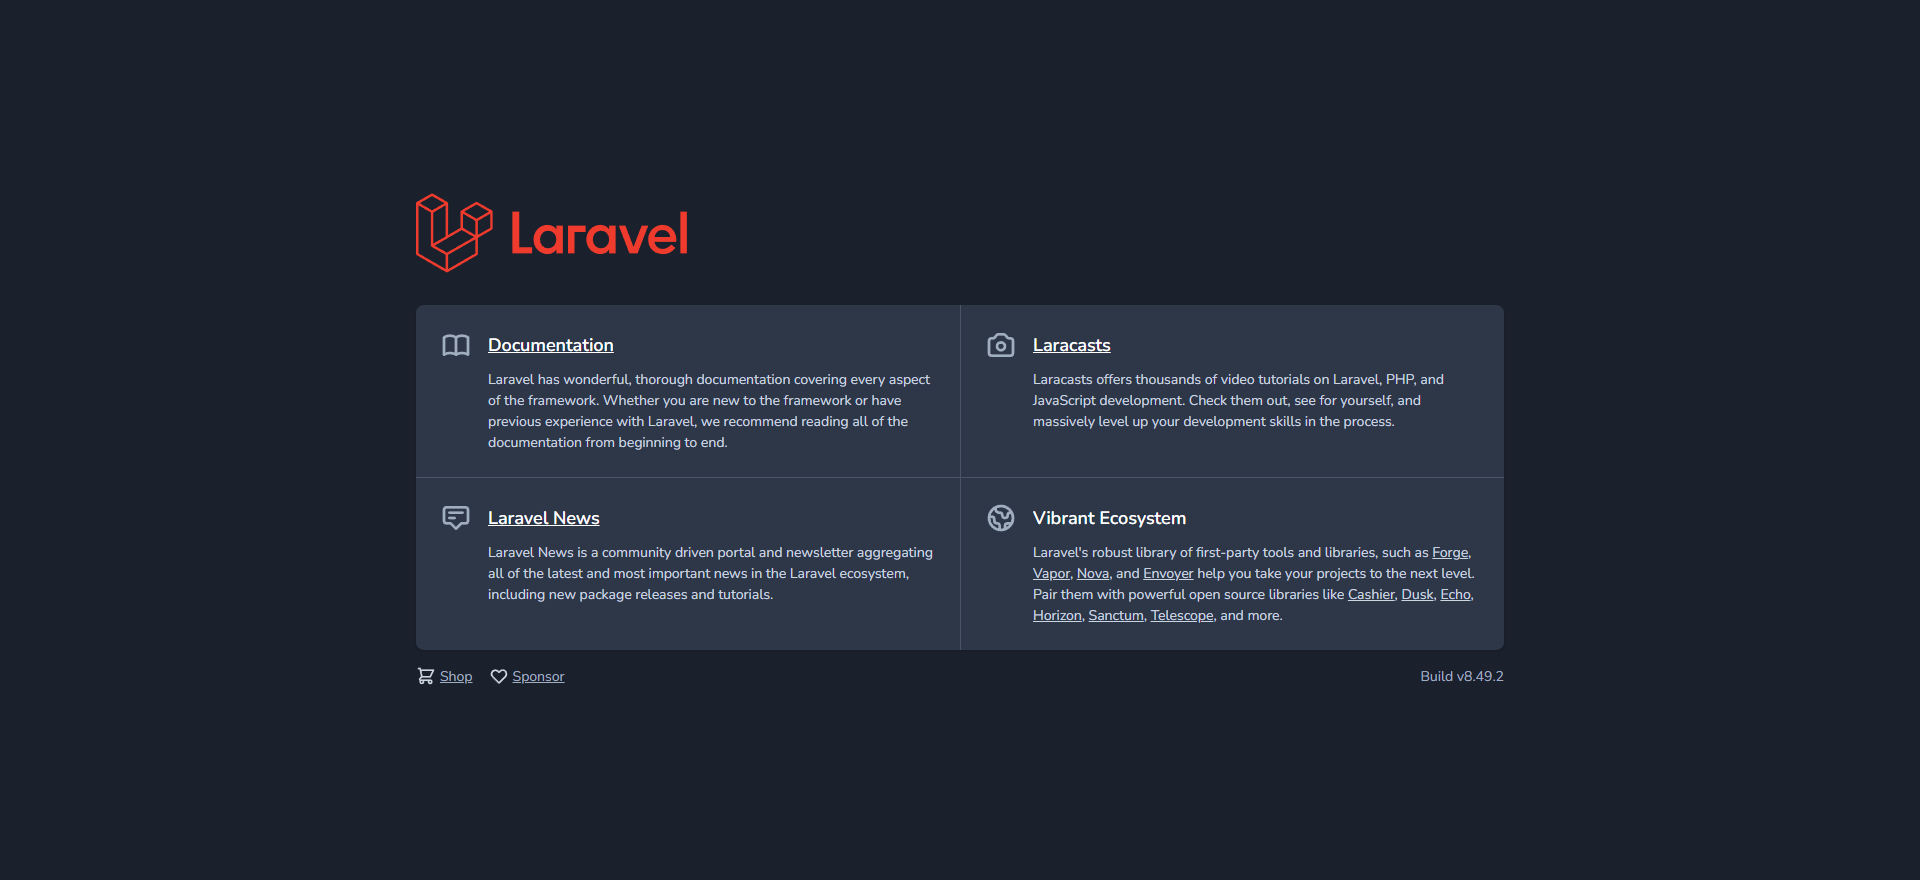 Laravel
Documentation
Laravel has wonderful, thorough documentation covering every aspect
of the framework. Whether you are new to the framework or have
previous experience with Laravel, we recommend reading all of the
documentation from beginning to end.
Laracasts
Laracasts offers thousands of video tutorials on Laravel, PHP, and
JavaScript development. Check them out, see for yourself, and
massively level up your development skills in the process.
Laravel News
Laravel News is a community driven portal and newsletter aggregating
all of the latest and most important news in the Laravel ecosystem,
including new package releases and tutorials.
Vibrant Ecosystem
Laravel's robust library of first-party tools and libraries, such as Forge,
Vapor, Nova, and Envoyer help you take your projects to the next level.
Pair them with powerful open source libraries like Cashier, Dusk, Echo,
Horizon, Sanctum, Telescope, and more.
Shop Sponsor Build v8.49.2